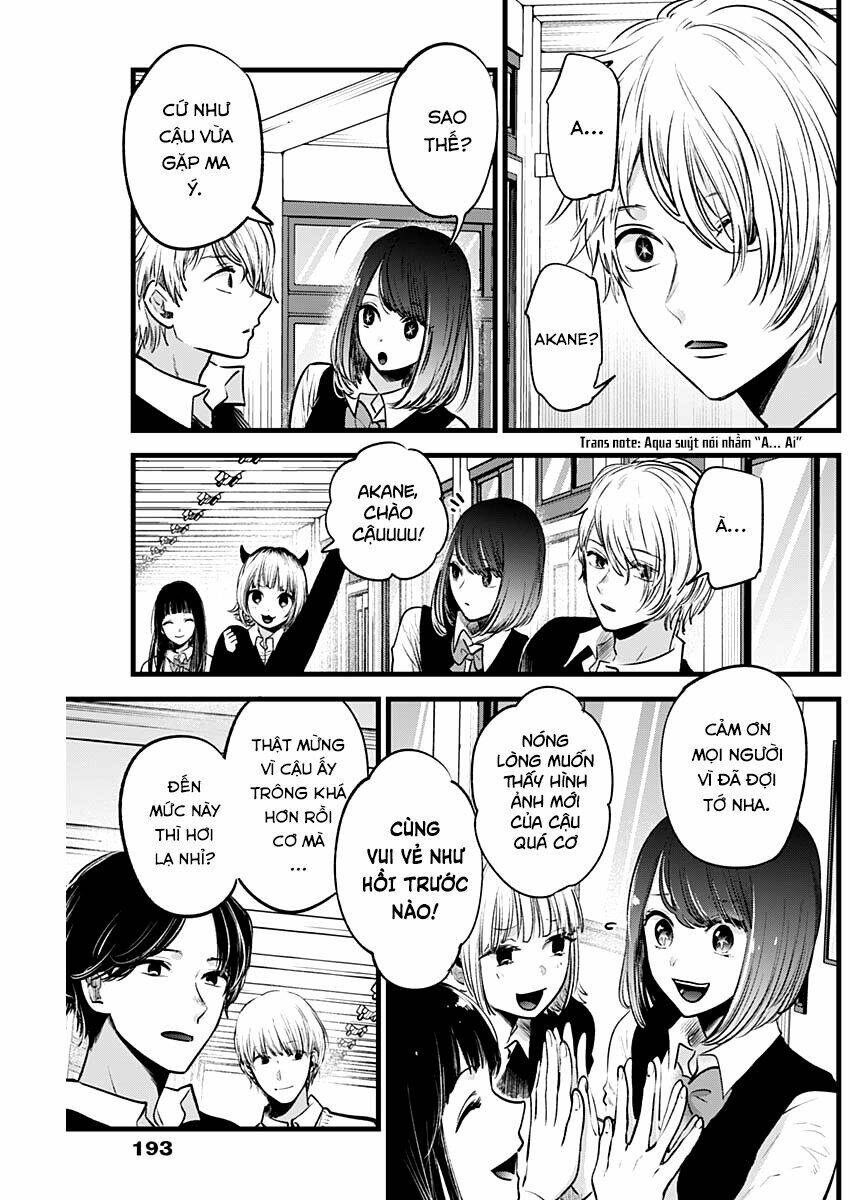 A...
AKANE?
SAO
THẾ?
CỨ NHƯ
CẬU VỪA
GẶP MA
Ý.
Trans note: Aqua suýt nói nhầm "A... Ai"
À...
AKANE,
CHÀO
CẬUUUU!
CẢM ƠN
MỌI NGƯỜI
VÌ ĐÃ ĐỢI
TỚ NHA.
NÓNG
LÒNG MUỐN
THẤY HÌNH
ẢNH MỚI
CỦA CẬU
QUÁ CƠ
CÙNG
VUI VẺ NHƯ
HỒI TRƯỚC
NÀO!
THẬT MỪNG
VÌ CẬU ẤY
TRÔNG KHÁ
HƠN RỒI
CƠ MÀ
...
ĐẾN
MỨC NÀY
THÌ HƠI
LẠ NHỈ?
193